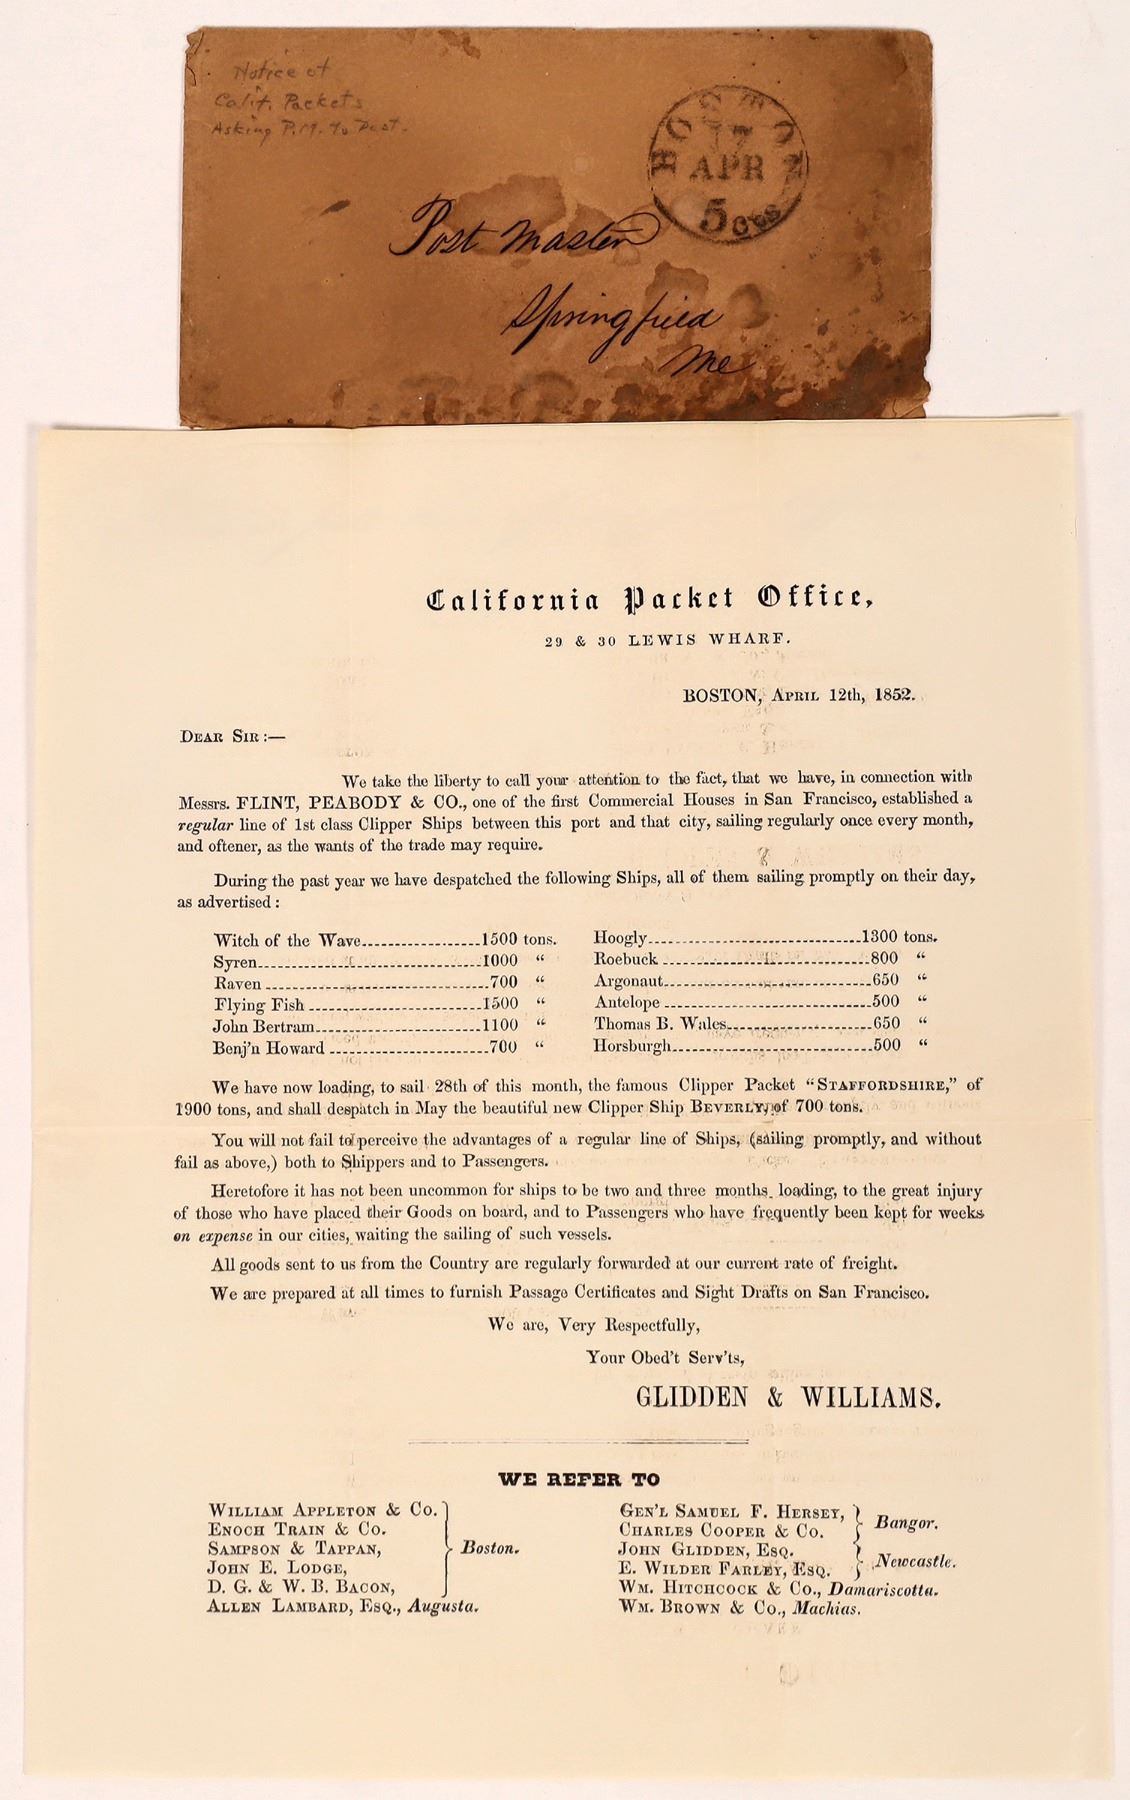 Notice of
Calif. Packets
Asking P.M. to Post.
BOSTON
17
APR
5 cts
Post Master
Springfield
Me
California Packet Office,
29 & 30 LEWIS WHARF.
BOSTON, APRIL 12th, 1852.
DEAR SIR :—
We take the liberty to call your attention to the fact, that we have, in connection with
Messrs. FLINT, PEABODY & CO., one of the first Commercial Houses in San Francisco, established a
regular line of 1st class Clipper Ships between this port and that city, sailing regularly once every month,
and oftener, as the wants of the trade may require.
During the past year we have despatched the following Ships, all of them sailing promptly on their day,
as advertised :
Witch of the Wave 1500 tons.
Syren 1000 "
Raven 700 "
Flying Fish 1500 "
John Bertram 1100 "
Benj'n Howard 700 "
Hoogly 1300 tons.
Roebuck 800 "
Argonaut 650 "
Antelope 500 "
Thomas B. Wales 650 "
Horsburgh 500 "
We have now loading, to sail 28th of this month, the famous Clipper Packet "STAFFORDSHIRE," of
1900 tons, and shall despatch in May the beautiful new Clipper Ship BEVERLY, of 700 tons.
You will not fail to perceive the advantages of a regular line of Ships, (sailing promptly, and without
fail as above,) both to Shippers and to Passengers.
Heretofore it has not been uncommon for ships to be two and three months loading, to the great injury
of those who have placed their Goods on board, and to Passengers who have frequently been kept for weeks
on expense in our cities, waiting the sailing of such vessels.
All goods sent to us from the Country are regularly forwarded at our current rate of freight.
We are prepared at all times to furnish Passage Certificates and Sight Drafts on San Francisco.
We are, Very Respectfully,
Your Obed't Serv'ts,
GLIDDEN & WILLIAMS.
WE REFER TO
WILLIAM APPLETON & CO.
ENOCH TRAIN & CO.
SAMPSON & TAPPAN,
JOHN E. LODGE,
D. G. & W. B. BACON,
Boston.
ALLEN LAMBARD, ESQ., Augusta.
GEN'L SAMUEL F. HERSEY,
CHARLES COOPER & CO.
Bangor.
JOHN GLIDDEN, ESQ.
E. WILDER FARLEY, ESQ.
Newcastle.
WM. HITCHCOCK & CO., Damariscotta.
WM. BROWN & CO., Machias.